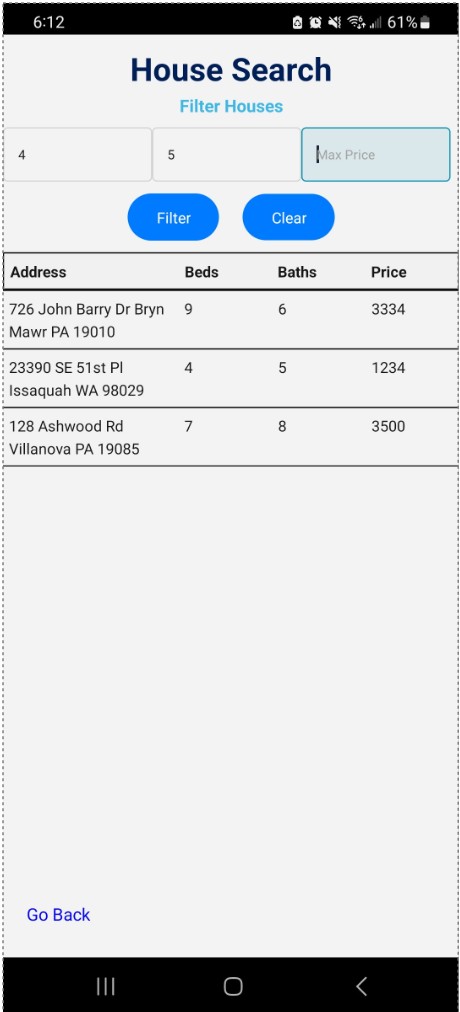 6:12 61%
House Search
Filter Houses
4 5 Max Price
Filter Clear
Address Beds Baths Price
726 John Barry Dr Bryn 9 6 3334
Mawr PA 19010
23390 SE 51st Pl 4 5 1234
Issaquah WA 98029
128 Ashwood Rd 7 8 3500
Villanova PA 19085
Go Back